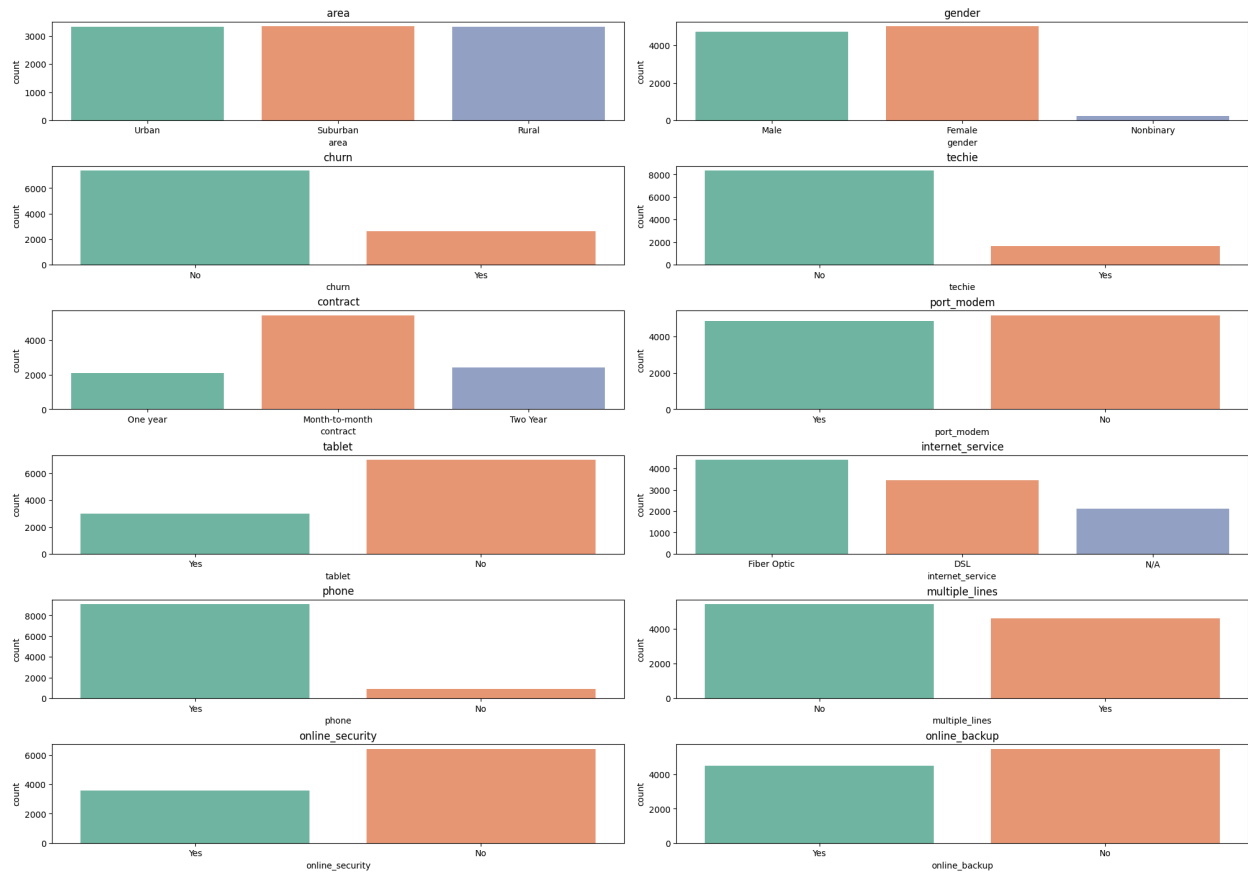 area
3000
2000
1000
0
count
Urban Suburban Rural
area
gender
4000
2000
0
count
Male Female Nonbinary
gender
churn
6000
4000
2000
0
count
No Yes
churn
techie
8000
6000
4000
2000
0
count
No Yes
techie
contract
4000
2000
0
count
One year Month-to-month Two Year
contract
port_modem
4000
2000
0
count
Yes No
port_modem
tablet
6000
4000
2000
0
count
Yes No
tablet
internet_service
4000
3000
2000
1000
0
count
Fiber Optic DSL N/A
internet_service
phone
8000
6000
4000
2000
0
count
Yes No
phone
multiple_lines
4000
2000
0
count
No Yes
multiple_lines
online_security
6000
4000
2000
0
count
Yes No
online_security
online_backup
4000
2000
0
count
Yes No
online_backup